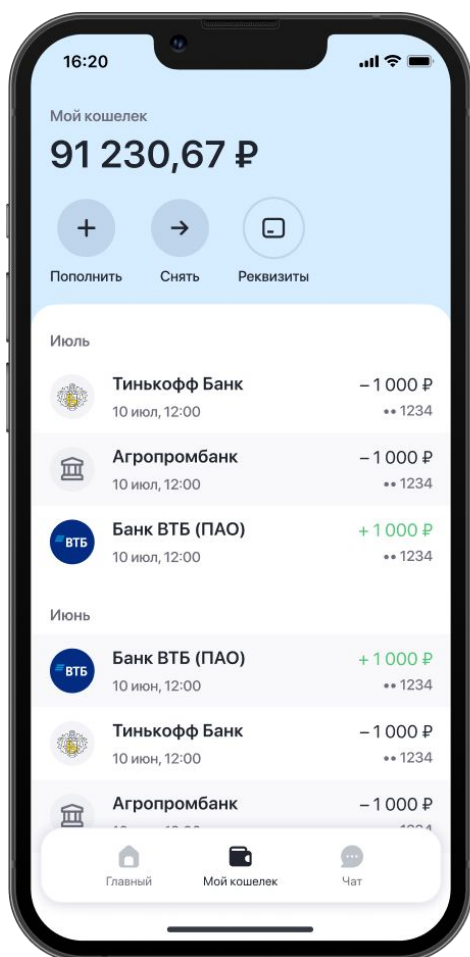 16:20
Мой кошелек
91 230,67 ₽
Пополнить Снять Реквизиты
Июль
Тинькофф Банк −1 000 ₽
10 июл, 12:00 •• 1234
Агропромбанк −1 000 ₽
10 июл, 12:00 •• 1234
ВТБ
Банк ВТБ (ПАО) +1 000 ₽
10 июл, 12:00 •• 1234
Июнь
ВТБ
Банк ВТБ (ПАО) +1 000 ₽
10 июн, 12:00 •• 1234
Тинькофф Банк −1 000 ₽
10 июн, 12:00 •• 1234
Агропромбанк −1 000 ₽
Главный Мой кошелек Чат